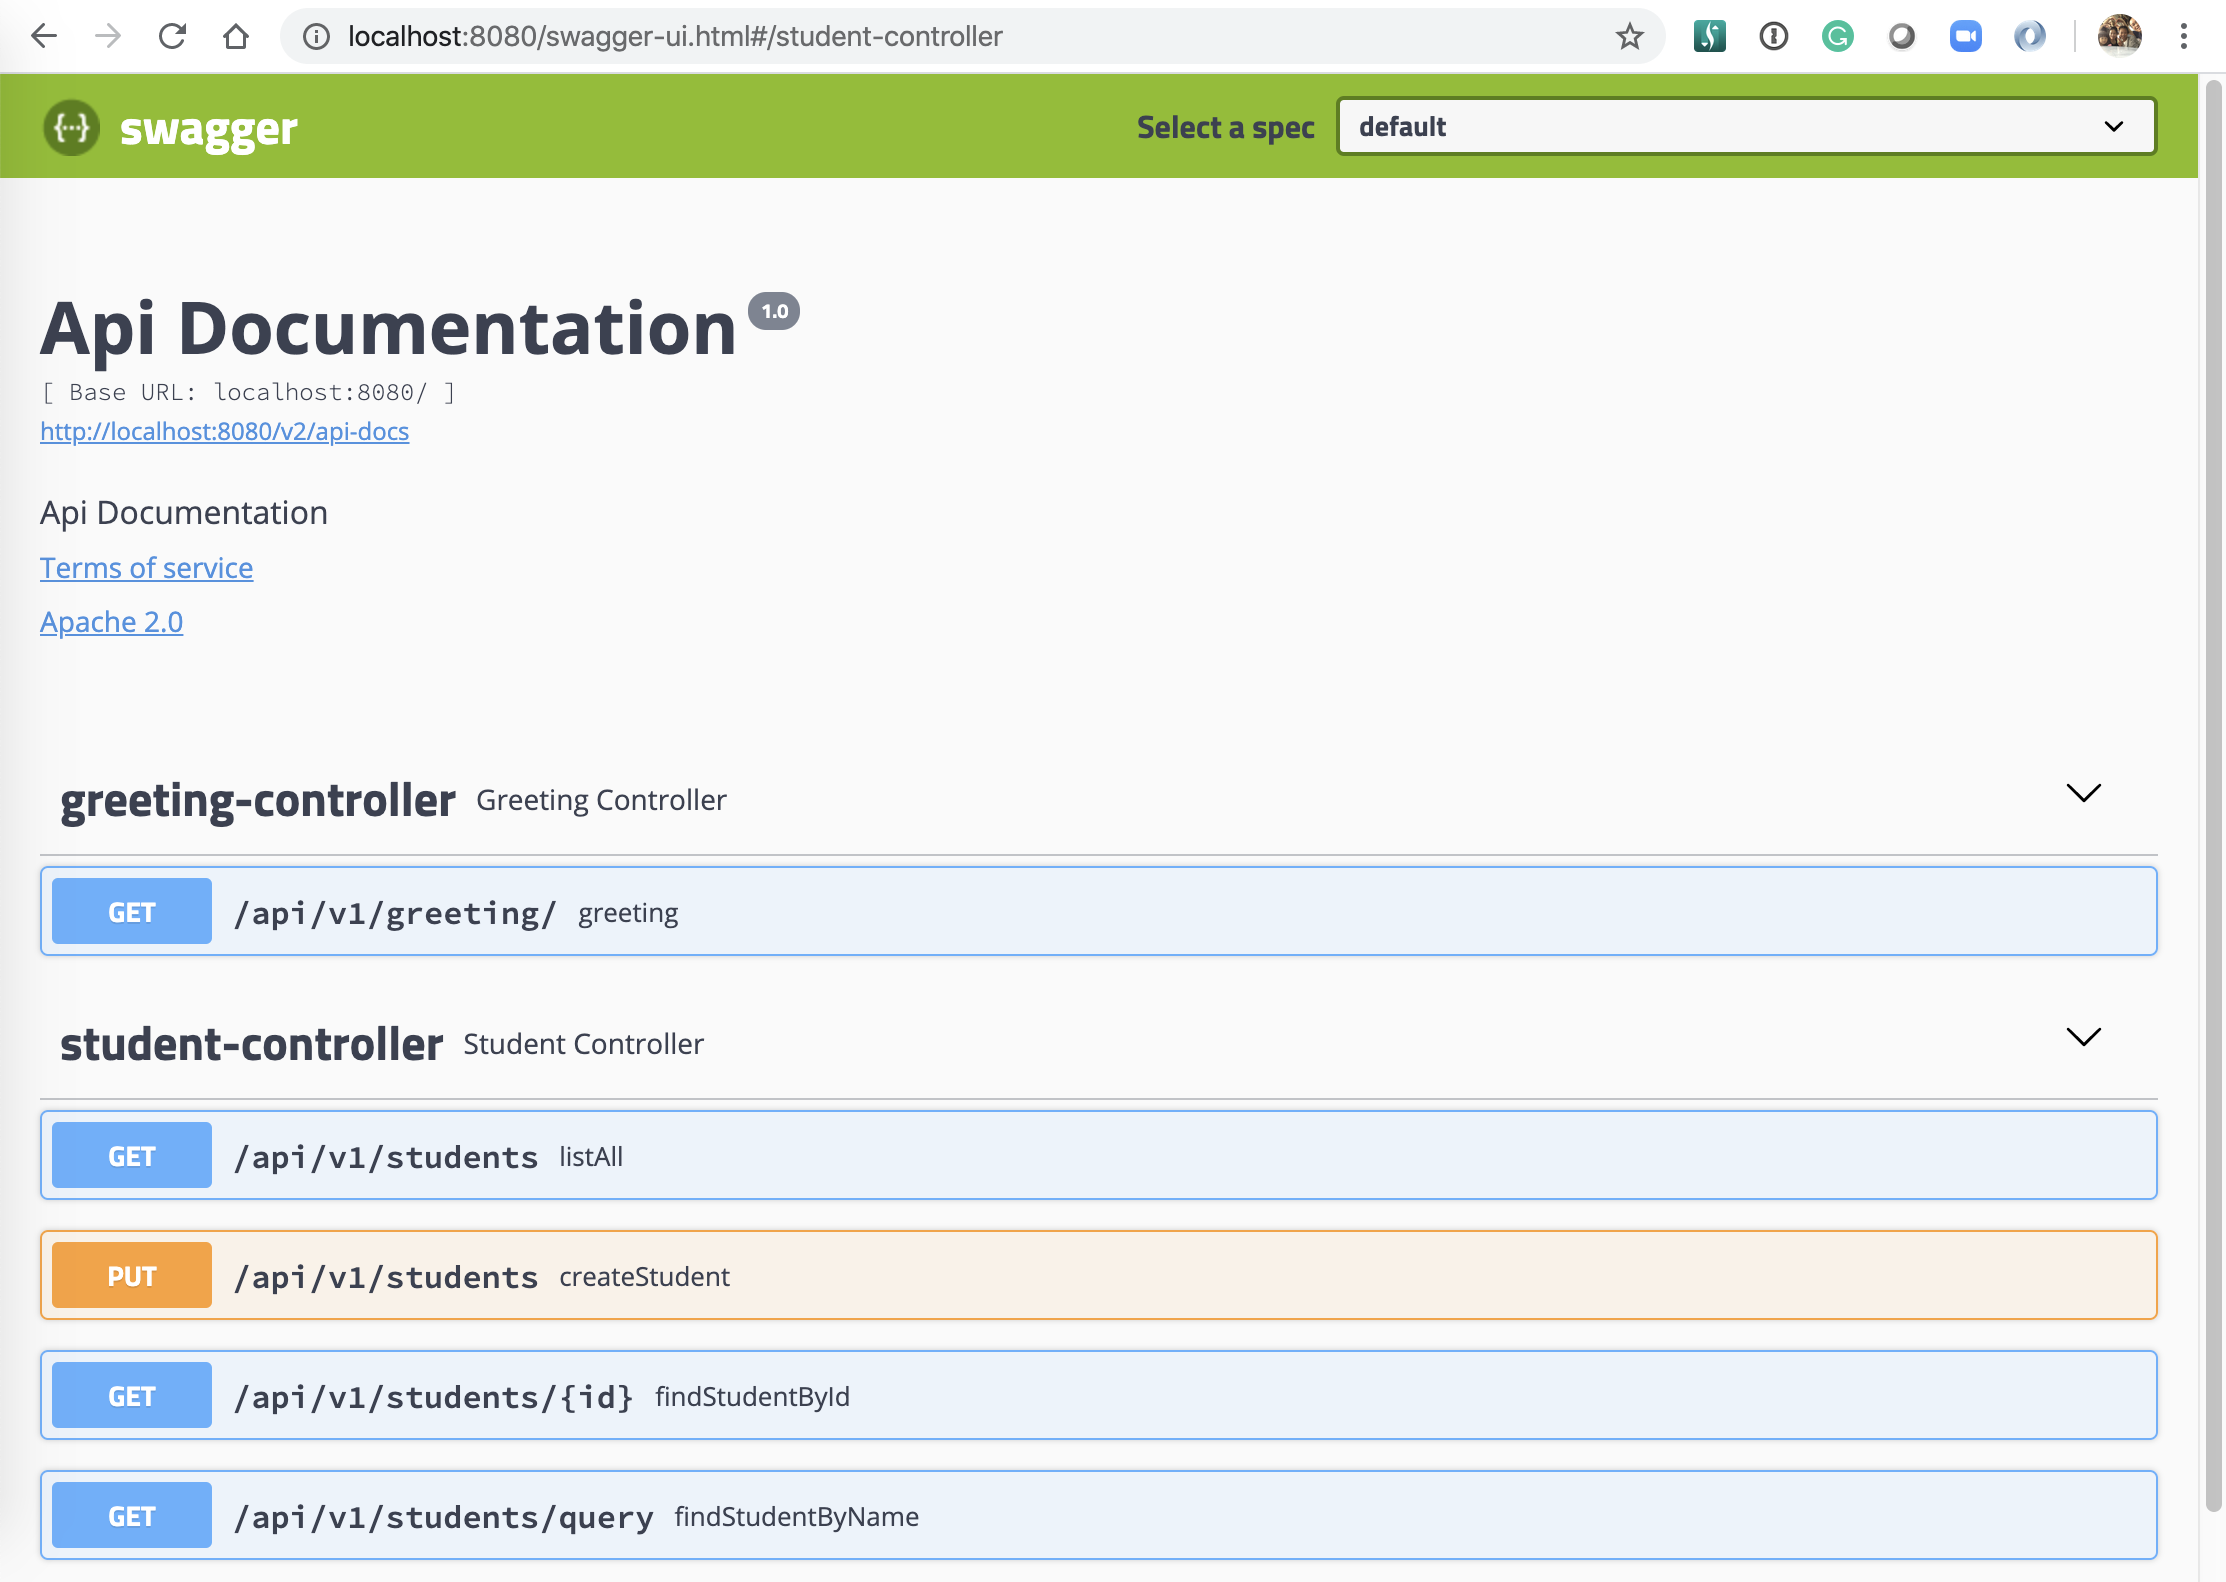 localhost:8080/swagger-ui.html#/student-controller
{···} swagger Select a spec default
Api Documentation 1.0
[ Base URL: localhost:8080/ ]
http://localhost:8080/v2/api-docs
Api Documentation
Terms of service
Apache 2.0
greeting-controller Greeting Controller
GET /api/v1/greeting/ greeting
student-controller Student Controller
GET /api/v1/students listAll
PUT /api/v1/students createStudent
GET /api/v1/students/{id} findStudentById
GET /api/v1/students/query findStudentByName